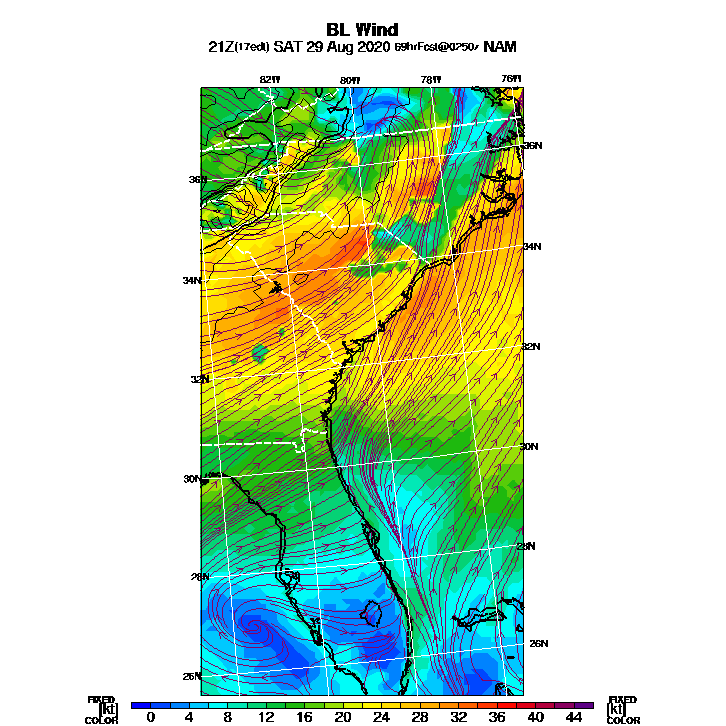 BL Wind
21Z(17edt) SAT 29 Aug 2020 69hrFcst@0250z NAM
82W 80W 78W 76W
36N
36N
34N
34N
32N
32N
30N
30N
28N
28N
26N
26N
FIXED FIXED
[kt] 0 4 8 12 16 20 24 28 32 36 40 44 [kt]
COLOR COLOR